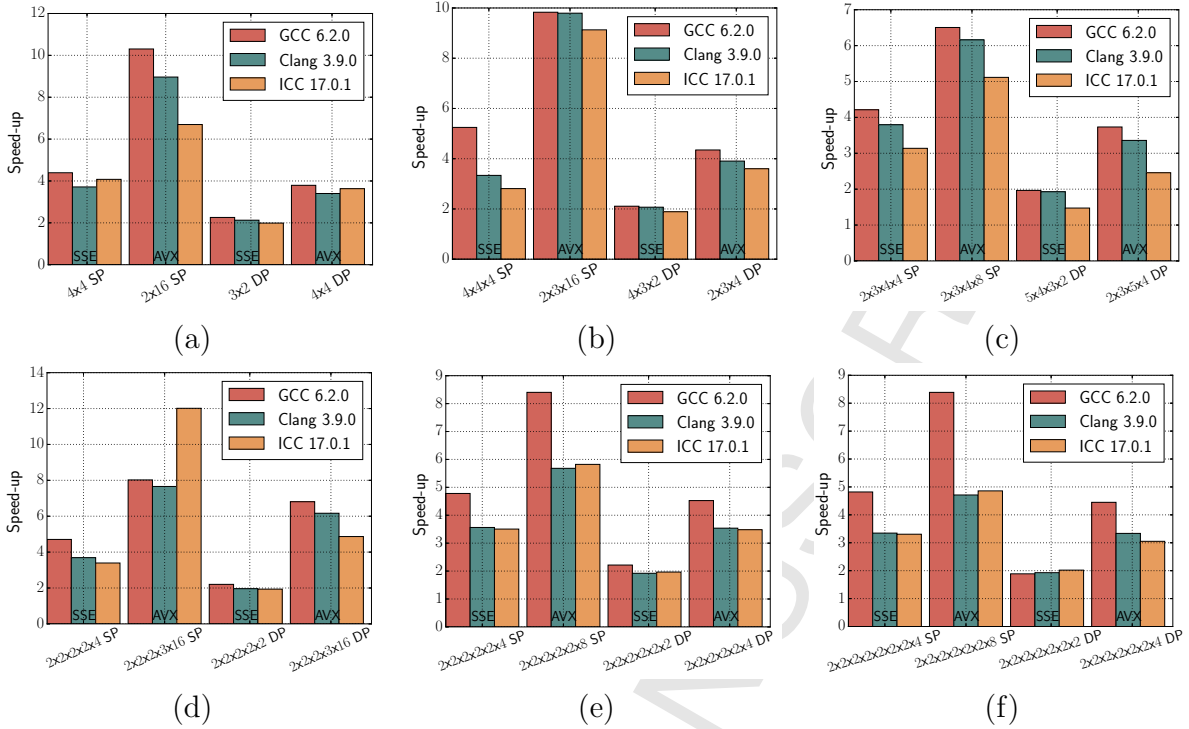 12
10
8
6
4
2
0
Speed-up
GCC 6.2.0
Clang 3.9.0
ICC 17.0.1
SSE AVX SSE AVX
4x4 SP 2x16 SP 3x2 DP 4x4 DP
(a)
10
8
6
4
2
0
Speed-up
GCC 6.2.0
Clang 3.9.0
ICC 17.0.1
SSE AVX SSE AVX
4x4x4 SP 2x3x16 SP 4x3x2 DP 2x3x4 DP
(b)
7
6
5
4
3
2
1
0
Speed-up
GCC 6.2.0
Clang 3.9.0
ICC 17.0.1
SSE AVX SSE AVX
2x3x4x4 SP 2x3x4x8 SP 5x4x3x2 DP 2x3x5x4 DP
(c)
14
12
10
8
6
4
2
0
Speed-up
GCC 6.2.0
Clang 3.9.0
ICC 17.0.1
SSE AVX SSE AVX
2x2x2x2x4 SP 2x2x2x3x16 SP 2x2x2x2x2 DP 2x2x2x3x16 DP
(d)
9
8
7
6
5
4
3
2
1
0
Speed-up
GCC 6.2.0
Clang 3.9.0
ICC 17.0.1
SSE AVX SSE AVX
2x2x2x2x2x4 SP 2x2x2x2x2x8 SP 2x2x2x2x2x2 DP 2x2x2x2x2x4 DP
(e)
9
8
7
6
5
4
3
2
1
0
Speed-up
GCC 6.2.0
Clang 3.9.0
ICC 17.0.1
SSE AVX SSE AVX
2x2x2x2x2x2x4 SP 2x2x2x2x2x2x8 SP 2x2x2x2x2x2x2 DP 2x2x2x2x2x2x4 DP
(f)